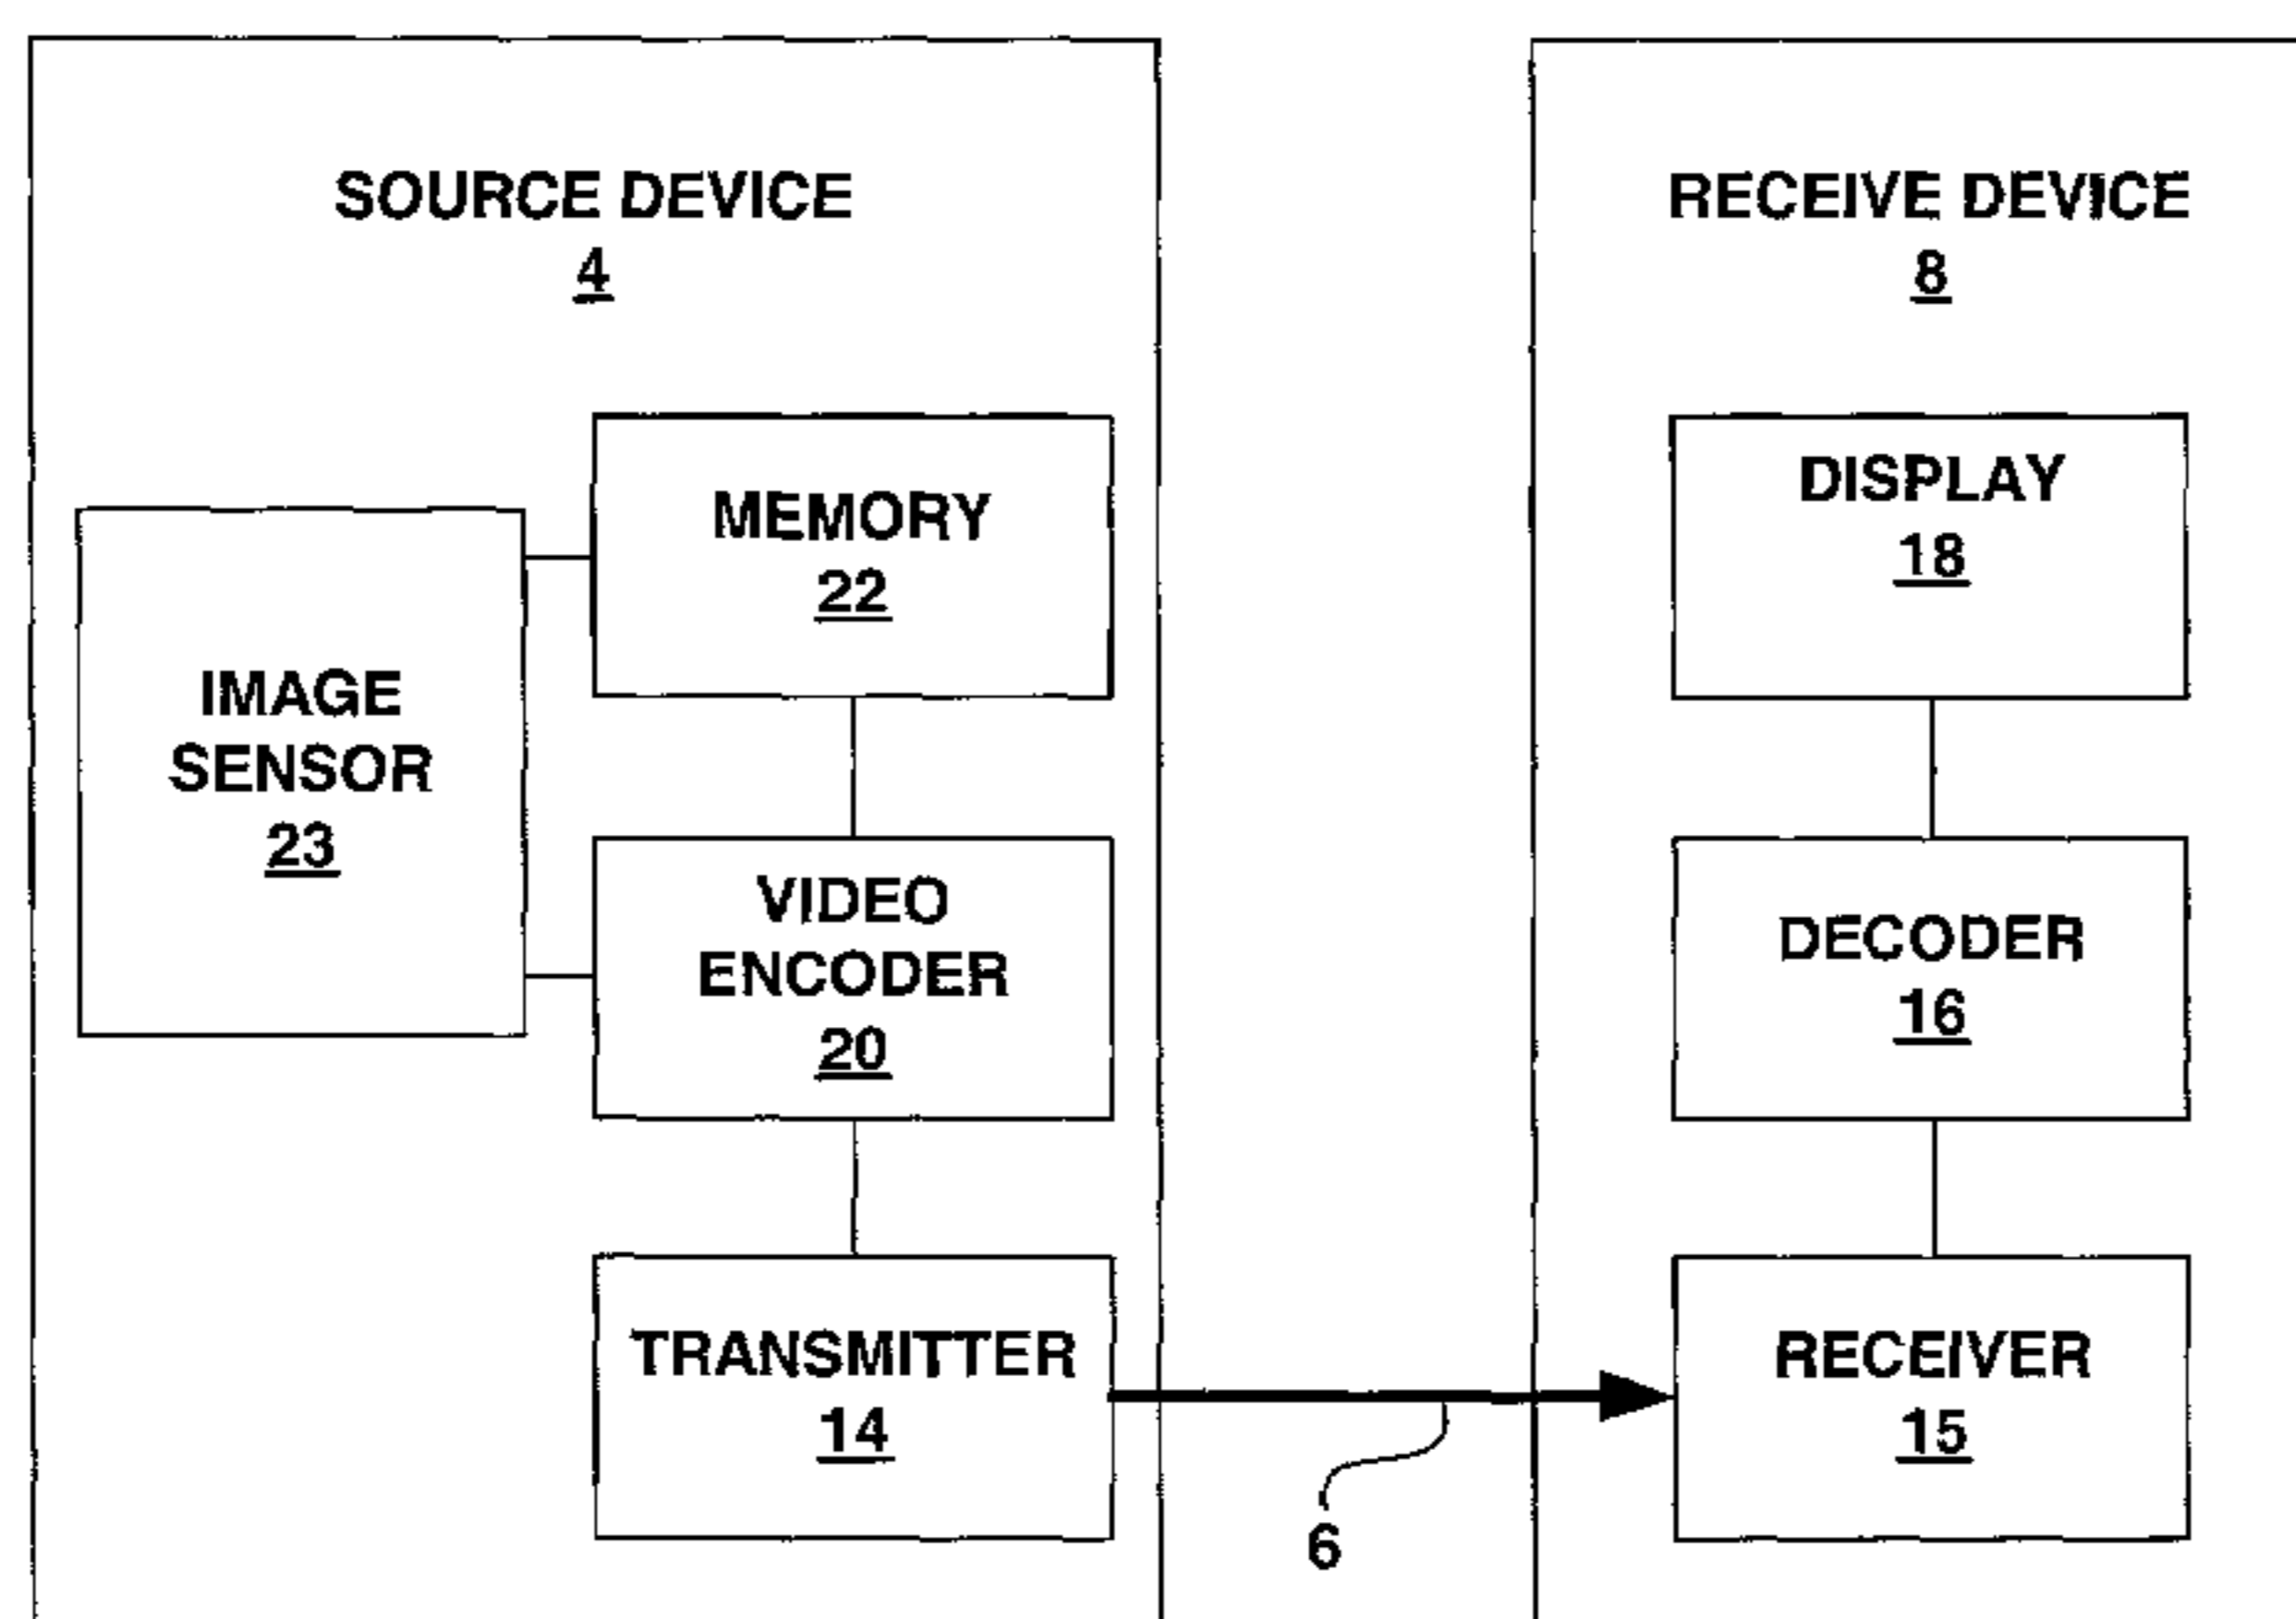 SOURCE DEVICE
4
MEMORY
22
IMAGE
SENSOR
23
VIDEO
ENCODER
20
TRANSMITTER
14
6
RECEIVE DEVICE
8
DISPLAY
18
DECODER
16
RECEIVER
15